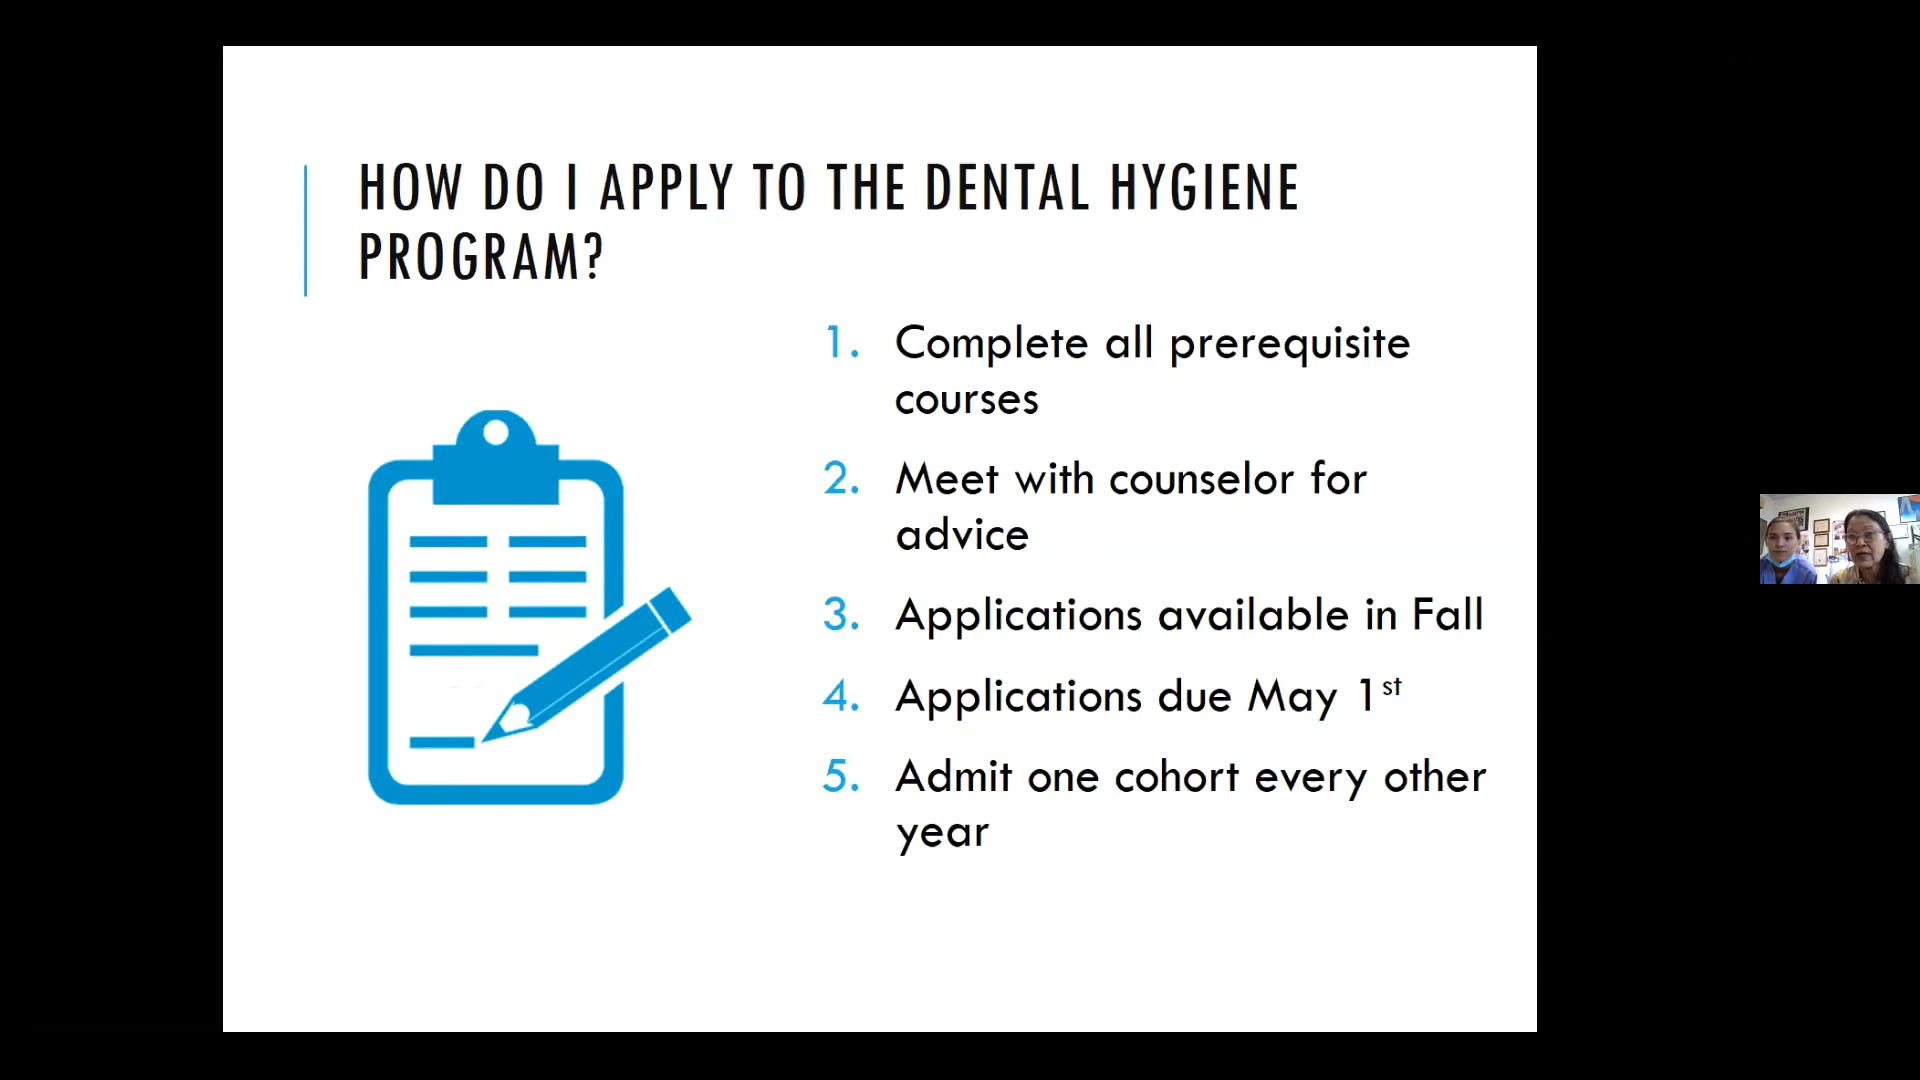 HOW DO I APPLY TO THE DENTAL HYGIENE
PROGRAM?
1. Complete all prerequisite
courses
2. Meet with counselor for
advice
3. Applications available in Fall
4. Applications due May 1st
5. Admit one cohort every other
year